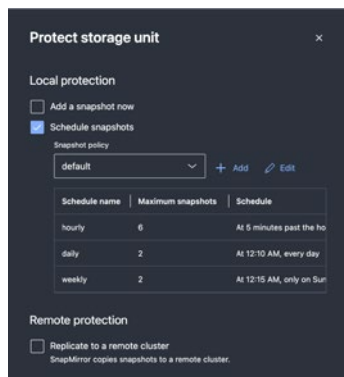 Protect storage unit
Local protection
Add a snapshot now
Schedule snapshots
Snapshot policy
default
Add
Edit
Schedule name Maximum snapshots Schedule
hourly 6 At 5 minutes past the ho
daily 2 At 12:10 AM, every day
weekly 2 At 12:15 AM, only on Sun
Remote protection
Replicate to a remote cluster
SnapMirror copies snapshots to a remote cluster.